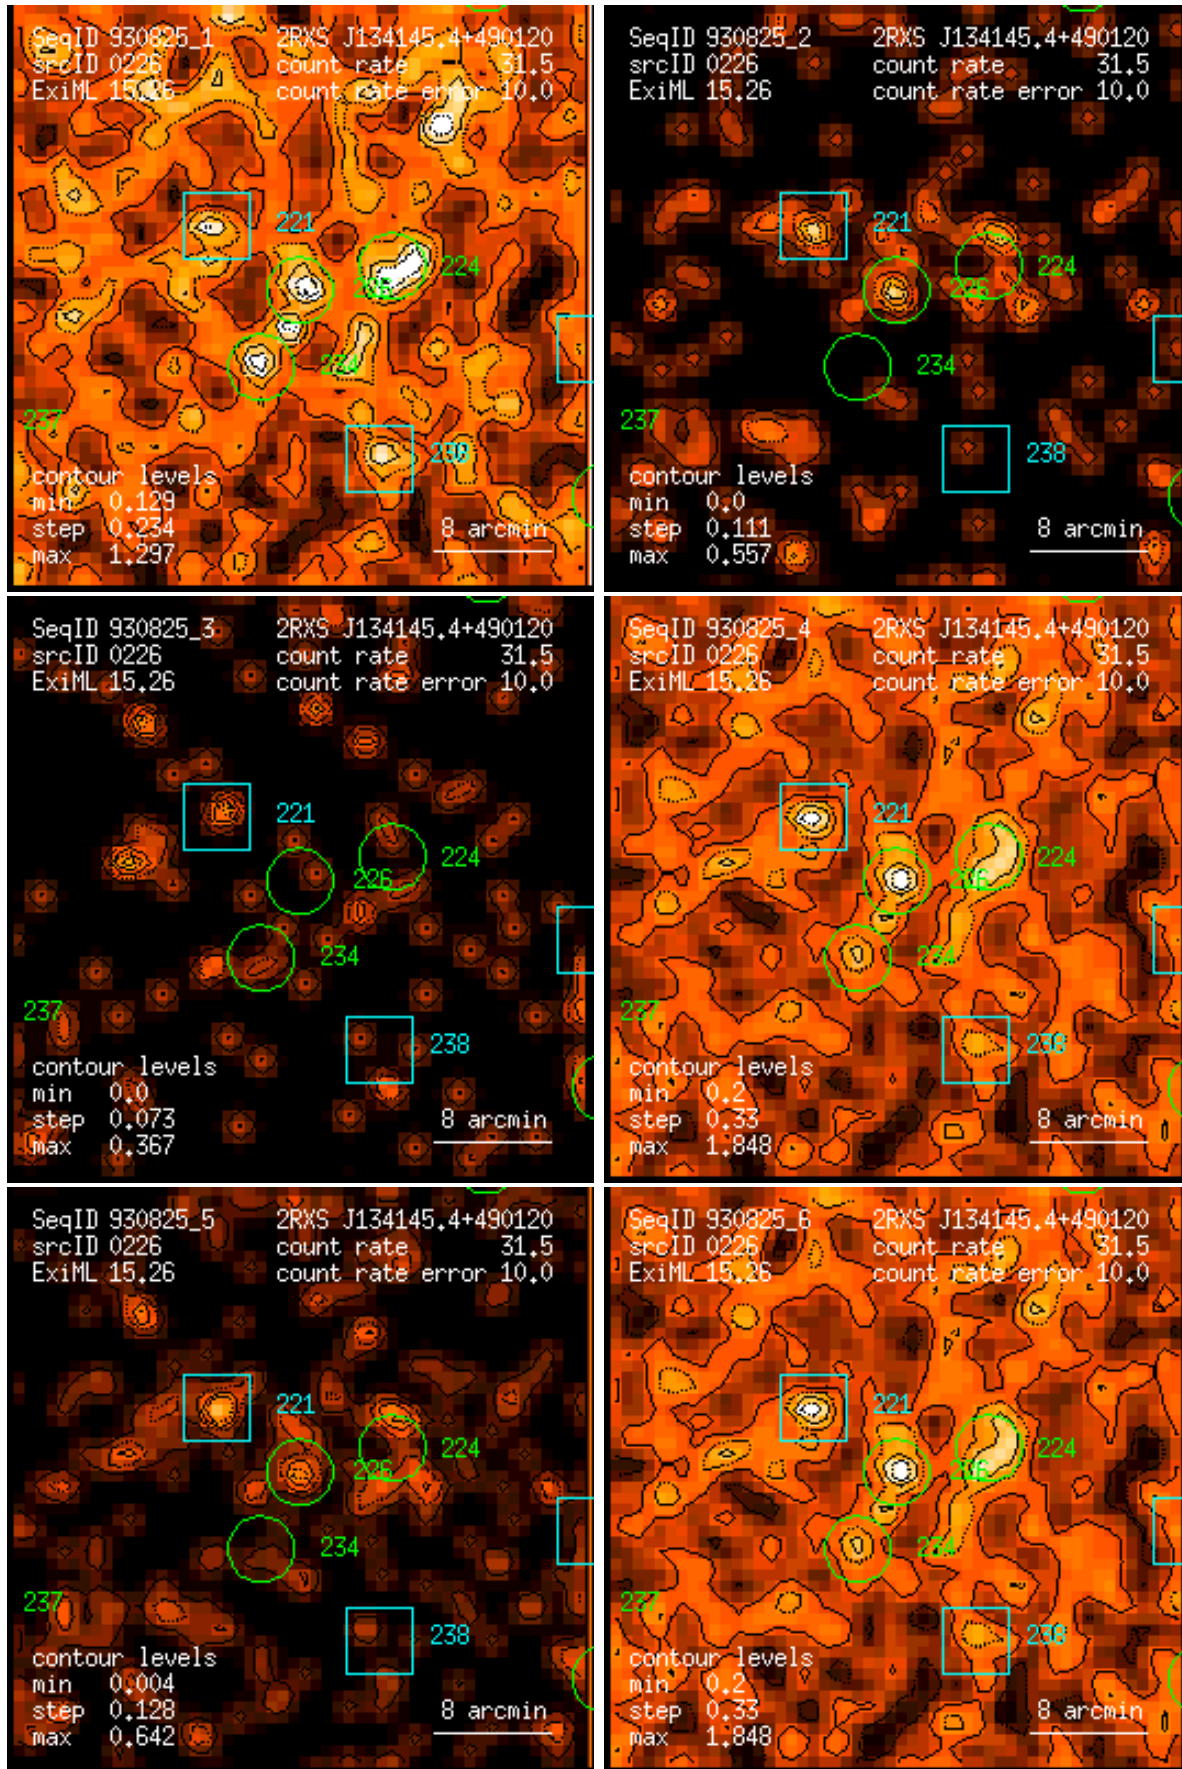 SeqID 930825_1 2RXS J134145.4+490120
srcID 0226 count rate 31.5
ExiML 15.26 count rate error 10.0
221
224
226
234
237
238
contour levels
min 0.129
step 0.234 8 arcmin
max 1.297
SeqID 930825_2 2RXS J134145.4+490120
srcID 0226 count rate 31.5
ExiML 15.26 count rate error 10.0
221
224
226
234
237
238
contour levels
min 0.0
step 0.111 8 arcmin
max 0.557
SeqID 930825_3 2RXS J134145.4+490120
srcID 0226 count rate 31.5
ExiML 15.26 count rate error 10.0
221
224
226
234
237
238
contour levels
min 0.0
step 0.073 8 arcmin
max 0.367
SeqID 930825_4 2RXS J134145.4+490120
srcID 0226 count rate 31.5
ExiML 15.26 count rate error 10.0
221
224
226
234
237
238
contour levels
min 0.2
step 0.33 8 arcmin
max 1.848
SeqID 930825_5 2RXS J134145.4+490120
srcID 0226 count rate 31.5
ExiML 15.26 count rate error 10.0
221
224
226
234
237
238
contour levels
min 0.004
step 0.128 8 arcmin
max 0.642
SeqID 930825_6 2RXS J134145.4+490120
srcID 0226 count rate 31.5
ExiML 15.26 count rate error 10.0
221
224
226
234
237
238
contour levels
min 0.2
step 0.33 8 arcmin
max 1.848